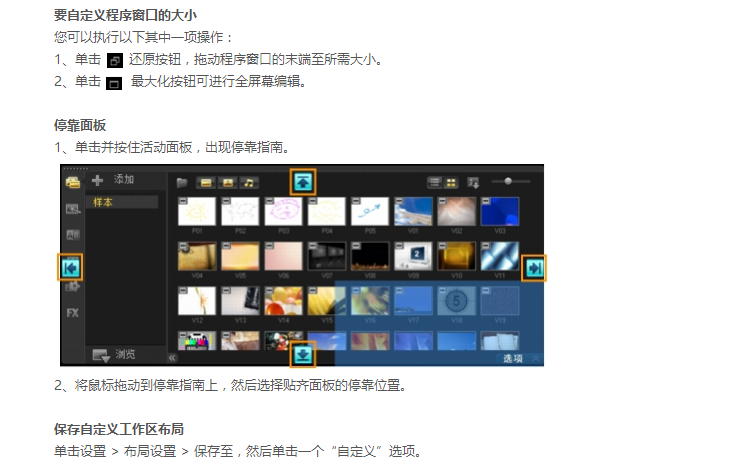 要自定义程序窗口的大小
您可以执行以下其中一项操作：
1、单击 还原按钮，拖动程序窗口的末端至所需大小。
2、单击 最大化按钮可进行全屏幕编辑。
停靠面板
1、单击并按住活动面板，出现停靠指南。
添加
样本
P01 P02 P03 P04 P05 V01 V02 V03
V04 V05 V06 V07 V08 V09 V10 V11
V12 V13 V14 V15 V16 V17 V18 V19
FX
浏览
选项
2、将鼠标拖动到停靠指南上，然后选择贴齐面板的停靠位置。
保存自定义工作区布局
单击设置 > 布局设置 > 保存至，然后单击一个“自定义”选项。